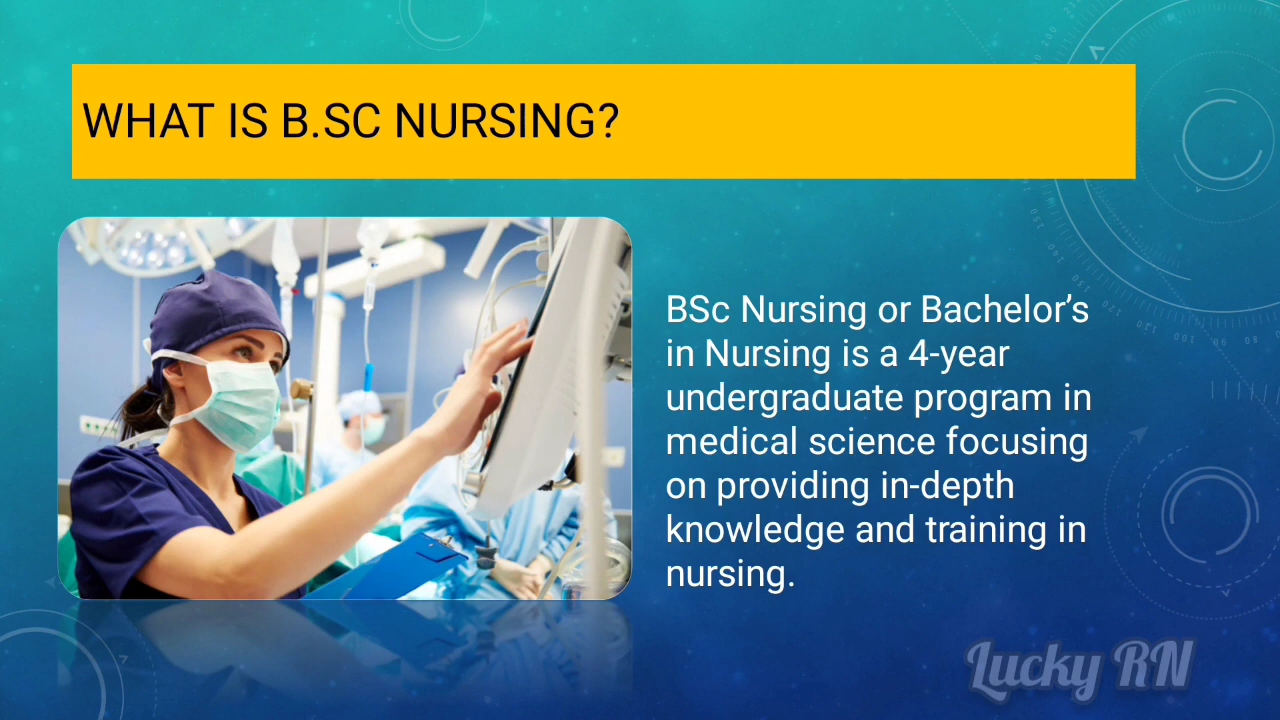 WHAT IS B.SC NURSING?
BSc Nursing or Bachelor’s
in Nursing is a 4-year
undergraduate program in
medical science focusing
on providing in-depth
knowledge and training in
nursing.
Lucky RN